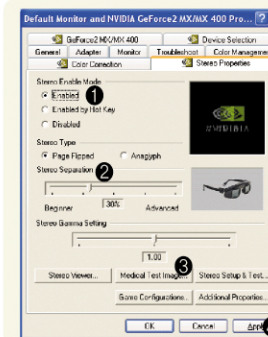 Default Monitor and NVIDIA GeForce2 MX/MX 400 Pro... ?
GeForce2 MX/MX 400 Device Selection
General Adapter Monitor Troubleshoot Color Management
Color Correction Stereo Properties
Stereo Enable Mode
Enabled 1
Enabled by Hot Key
Disabled
NVIDIA
Stereo Type
Page Flipped Anaglyph
Stereo Separation 2
Beginner 30% Advanced
Stereo Gamma Setting
1.00
3
Stereo Viewer... Medical Test Image... Stereo Setup & Test...
Game Configurations... Additional Properties...
OK Cancel Apply